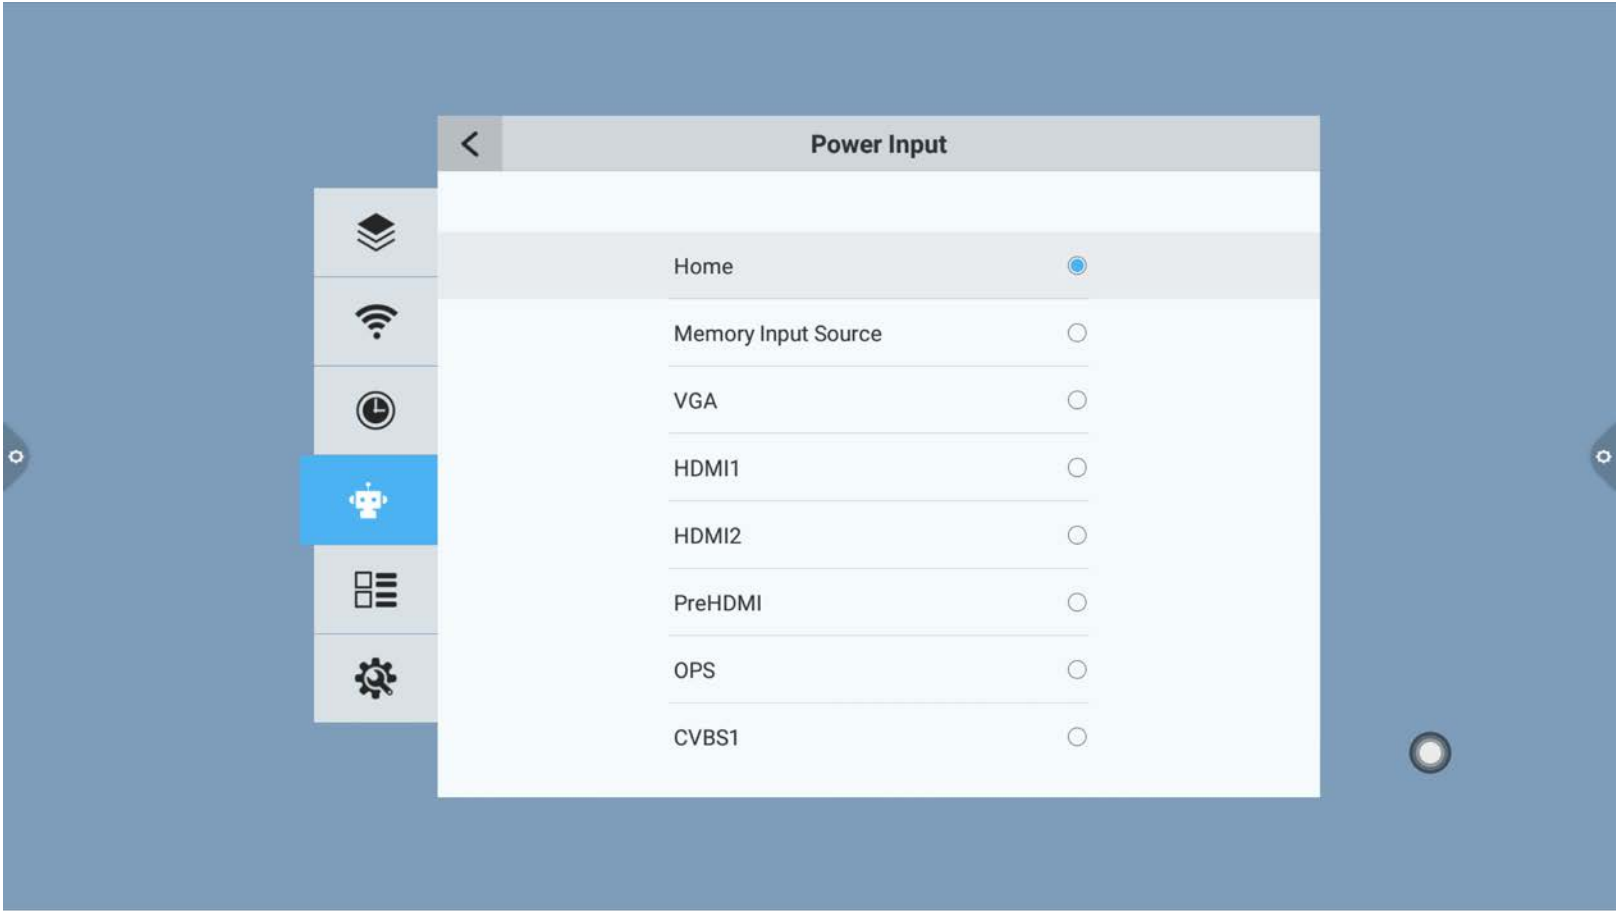 Power Input
Home
Memory Input Source
VGA
HDMI1
HDMI2
PreHDMI
OPS
CVBS1